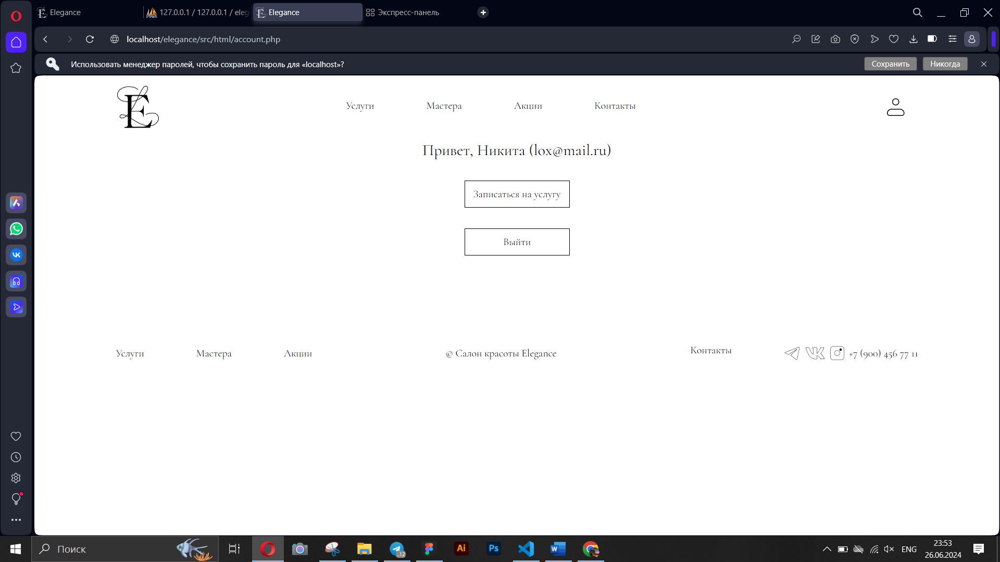 Elegance
127.0.0.1 / 127.0.0.1 / eleg
Elegance
Экспресс-панель
localhost/elegance/src/html/account.php
Использовать менеджер паролей, чтобы сохранить пароль для «localhost»?
Сохранить
Никогда
E
Услуги
Мастера
Акции
Контакты
Привет, Никита (lox@mail.ru)
Записаться на услугу
Выйти
Услуги
Мастера
Акции
© Салон красоты Elegance
Контакты
+7 (900) 456 77 11
Поиск
..12
Ai
Ps
ENG
23:53
26.06.2024